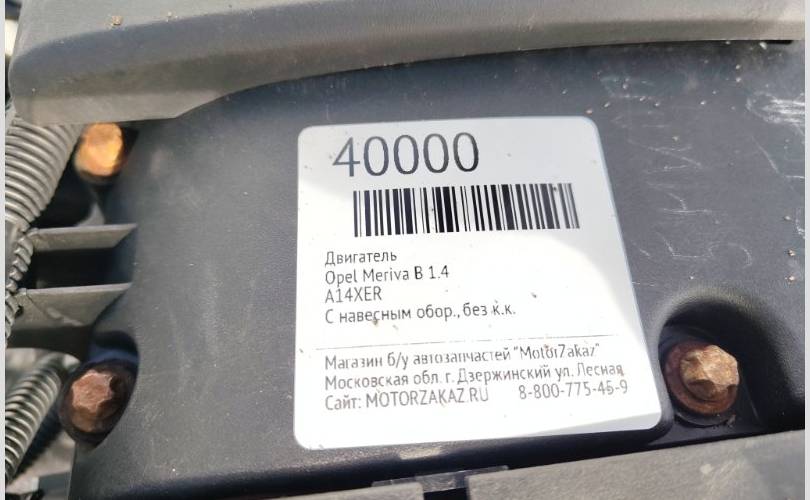 40000
Двигатель
Opel Meriva B 1.4
A14XER
С навесным обор., без к.к.
Магазин б/у автозапчастей "MotorZakaz"
Московская обл. г. Дзержинский ул. Лесная
Сайт: MOTORZAKAZ.RU 8-800-775-46-9